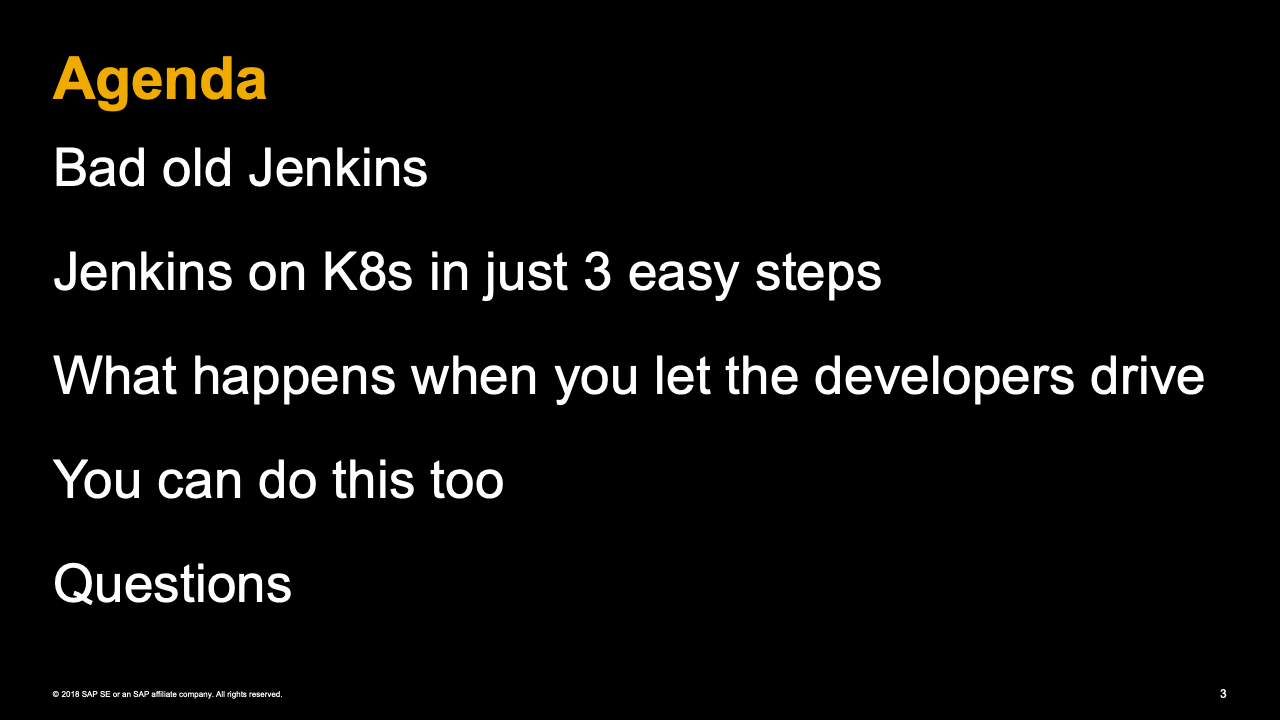 Agenda
Bad old Jenkins
Jenkins on K8s in just 3 easy steps
What happens when you let the developers drive
You can do this too
Questions
© 2018 SAP SE or an SAP affiliate company. All rights reserved.
3